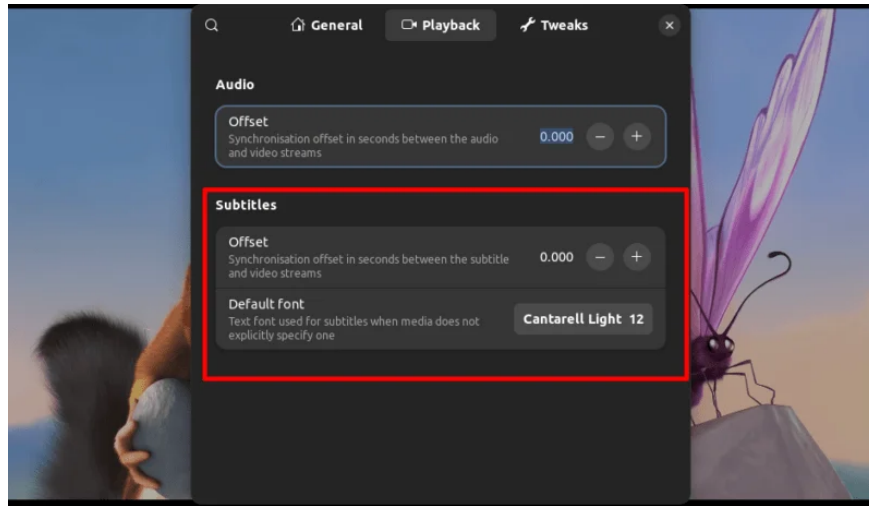 General
Playback
Tweaks
Audio
Offset
Synchronisation offset in seconds between the audio
and video streams
0.000
Subtitles
Offset
Synchronisation offset in seconds between the subtitle
and video streams
0.000
Default font
Text font used for subtitles when media does not
explicitly specify one
Cantarell Light 12